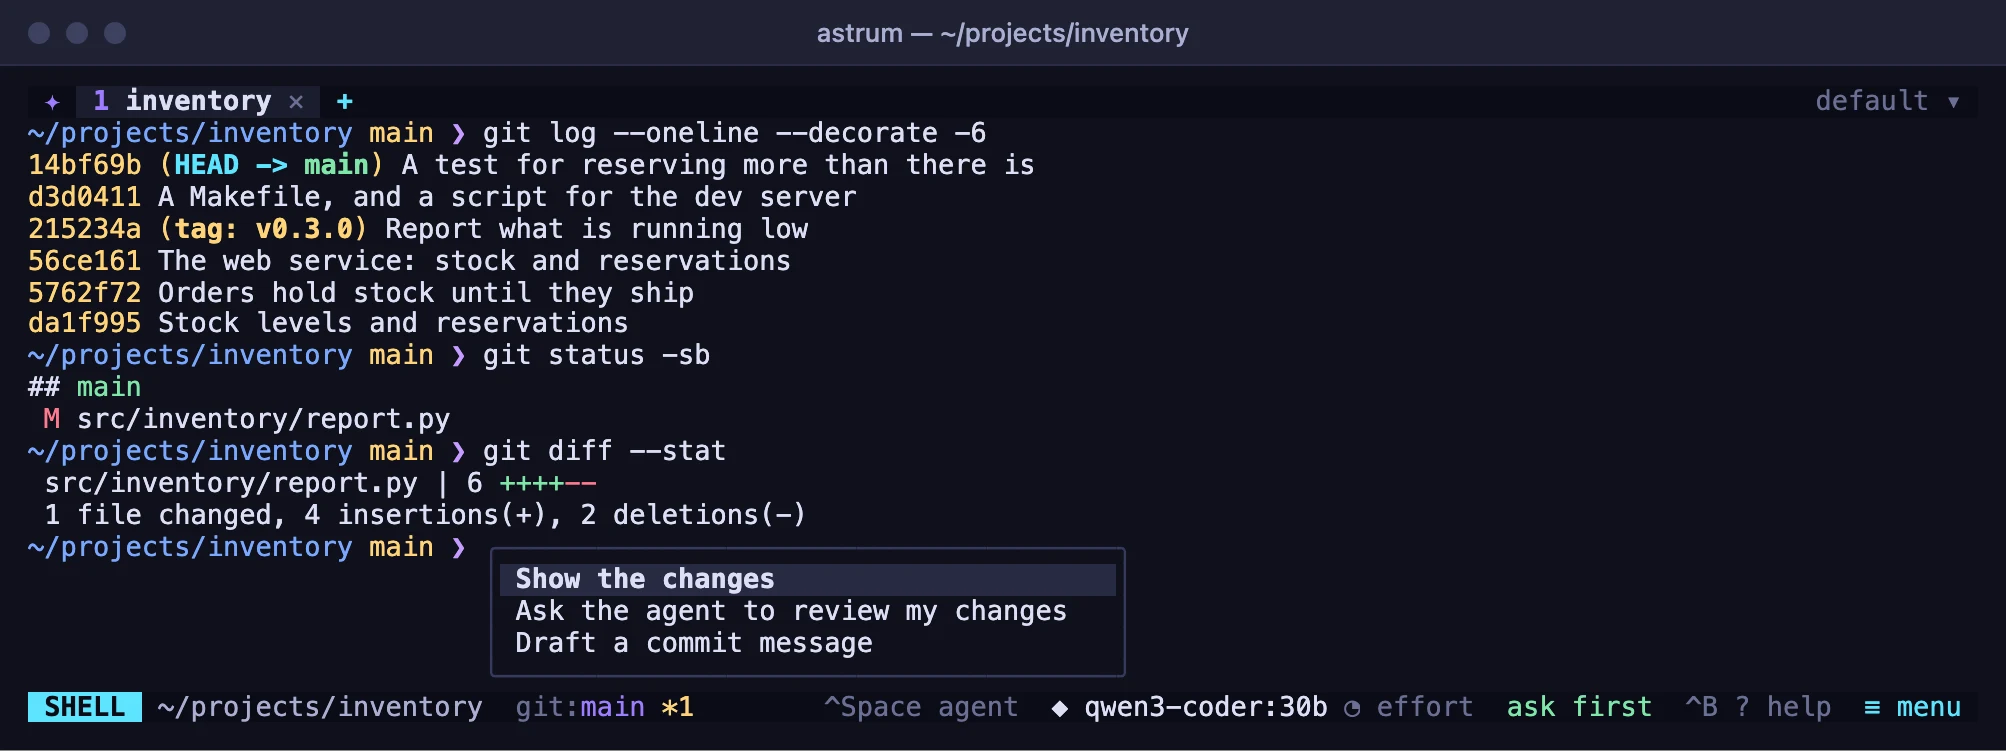 astrum — ~/projects/inventory
✦ 1 inventory × + default ▾
~/projects/inventory main ❯ git log --oneline --decorate -6
14bf69b (HEAD -> main) A test for reserving more than there is
d3d0411 A Makefile, and a script for the dev server
215234a (tag: v0.3.0) Report what is running low
56ce161 The web service: stock and reservations
5762f72 Orders hold stock until they ship
da1f995 Stock levels and reservations
~/projects/inventory main ❯ git status -sb
## main
 M src/inventory/report.py
~/projects/inventory main ❯ git diff --stat
 src/inventory/report.py | 6 ++++--
 1 file changed, 4 insertions(+), 2 deletions(-)
~/projects/inventory main ❯
Show the changes
Ask the agent to review my changes
Draft a commit message
SHELL ~/projects/inventory git:main *1 ^Space agent ◆ qwen3-coder:30b ◔ effort ask first ^B ? help ≡ menu